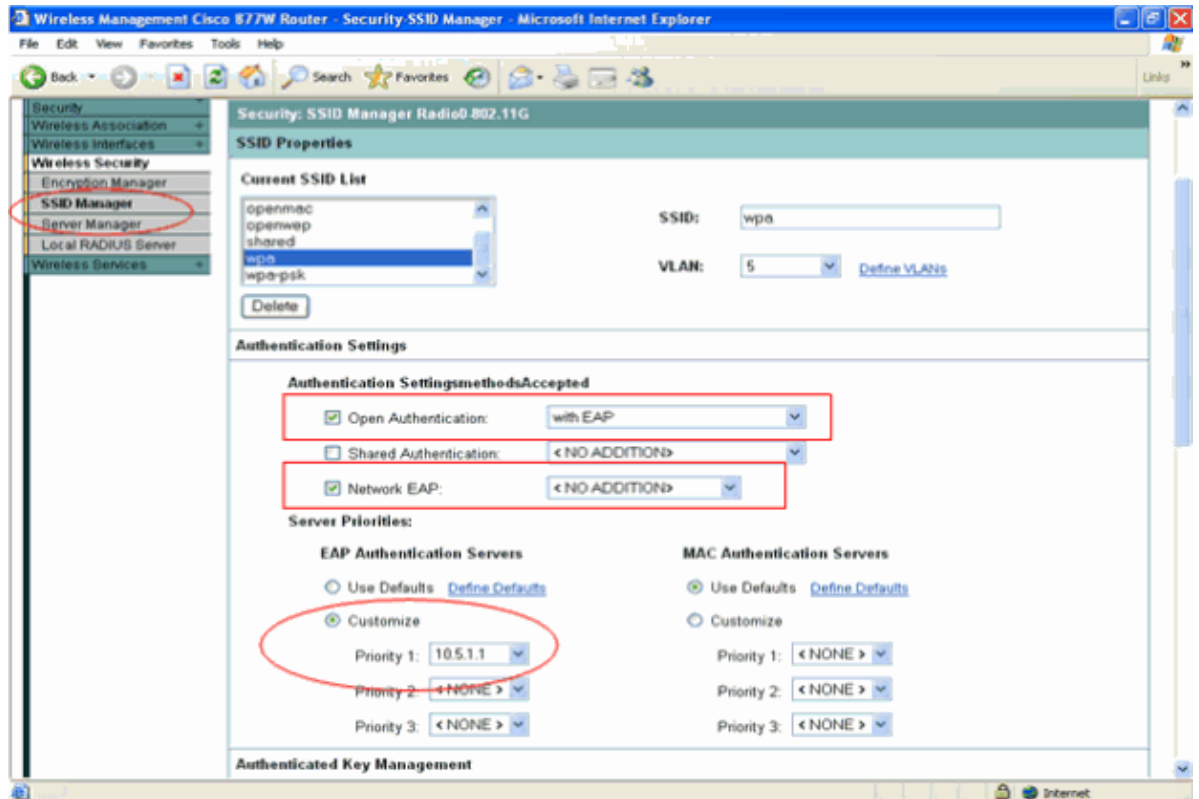 Wireless Management Cisco 877W Router - Security-SSID Manager - Microsoft Internet Explorer
File Edit View Favorites Tools Help
Back Search Favorites Links
Security
Wireless Association
Wireless Interfaces
Wireless Security
Encryption Manager
SSID Manager
Server Manager
Local RADIUS Server
Wireless Services
Security: SSID Manager Radio0-802.11G
SSID Properties
Current SSID List
openmac
openwep
shared
wpa
wpa-psk
Delete
SSID: wpa
VLAN: 5 Define VLANs
Authentication Settings
Authentication SettingsmethodsAccepted
Open Authentication: with EAP
Shared Authentication: < NO ADDITION>
Network EAP: < NO ADDITION>
Server Priorities:
EAP Authentication Servers
Use Defaults Define Defaults
Customize
Priority 1: 10.5.1.1
Priority 2: < NONE >
Priority 3: < NONE >
MAC Authentication Servers
Use Defaults Define Defaults
Customize
Priority 1: < NONE >
Priority 2: < NONE >
Priority 3: < NONE >
Authenticated Key Management
Internet